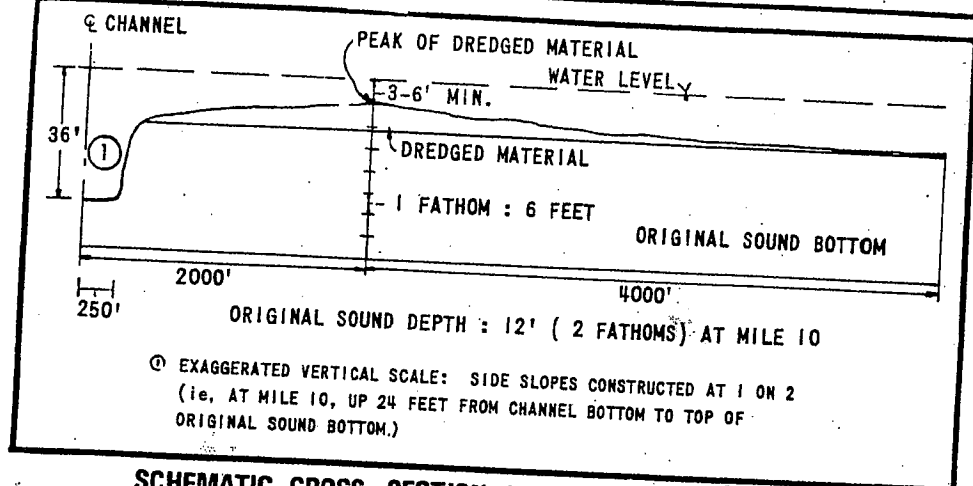 ℄ CHANNEL
PEAK OF DREDGED MATERIAL
WATER LEVEL
3-6' MIN.
36'
①
DREDGED MATERIAL
1 FATHOM : 6 FEET
ORIGINAL SOUND BOTTOM
2000'
4000'
250'
ORIGINAL SOUND DEPTH : 12' ( 2 FATHOMS) AT MILE 10
① EXAGGERATED VERTICAL SCALE: SIDE SLOPES CONSTRUCTED AT 1 ON 2
(ie, AT MILE 10, UP 24 FEET FROM CHANNEL BOTTOM TO TOP OF
ORIGINAL SOUND BOTTOM.)
SCHEMATIC CROSS SECTION